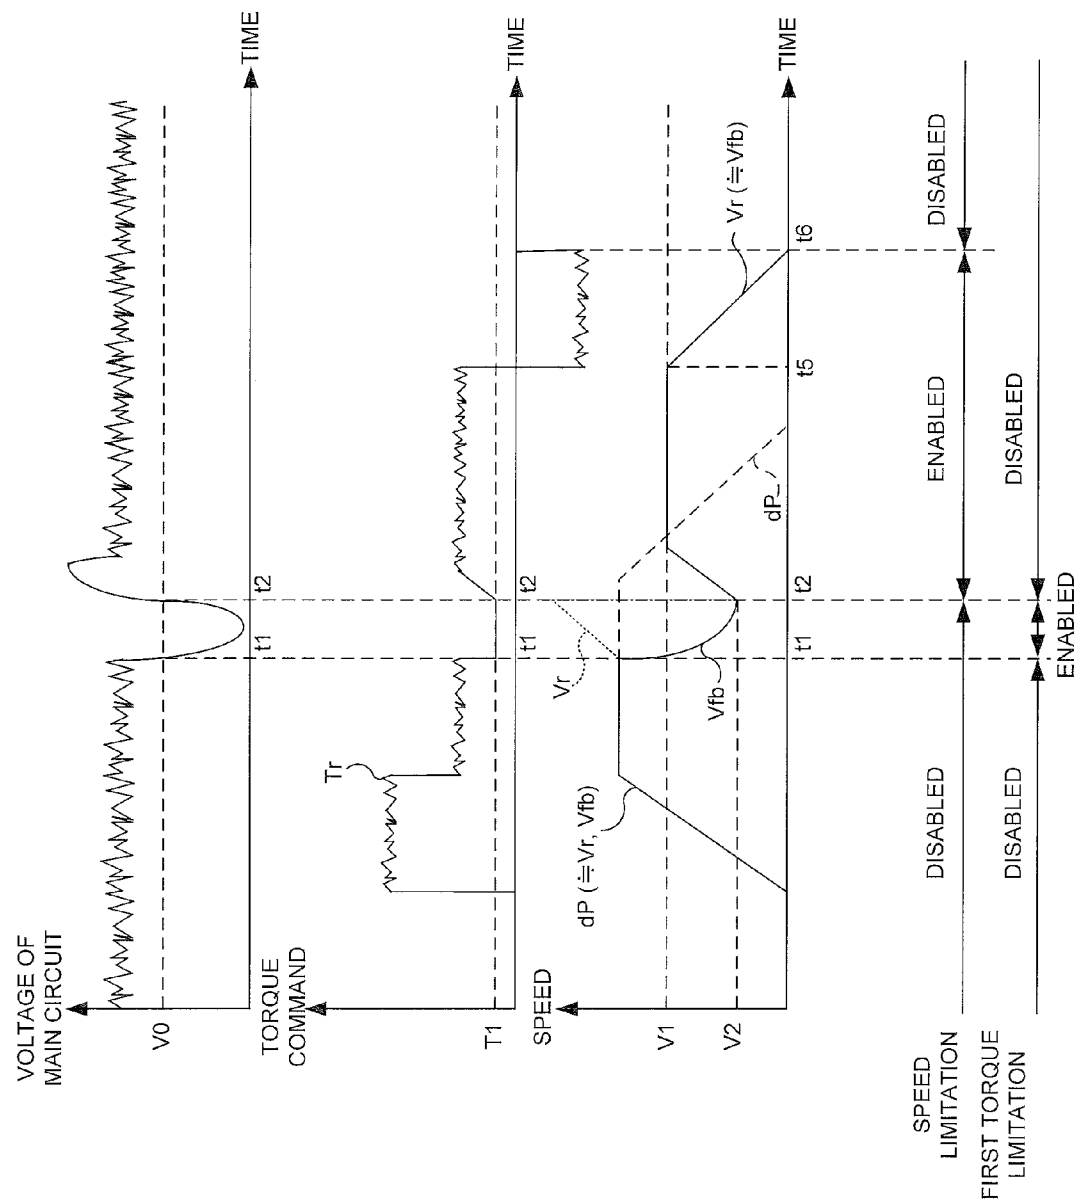 VOLTAGE OF
MAIN CIRCUIT
V0
t1
t2
TIME
TORQUE
COMMAND
Tr
T1
t1
t2
TIME
SPEED
V1
V2
dP (≒Vr, Vfb)
Vr
Vfb
dP
Vr (≒Vfb)
t1
t2
t5
t6
TIME
SPEED
LIMITATION
DISABLED
ENABLED
DISABLED
FIRST TORQUE
LIMITATION
DISABLED
ENABLED
DISABLED